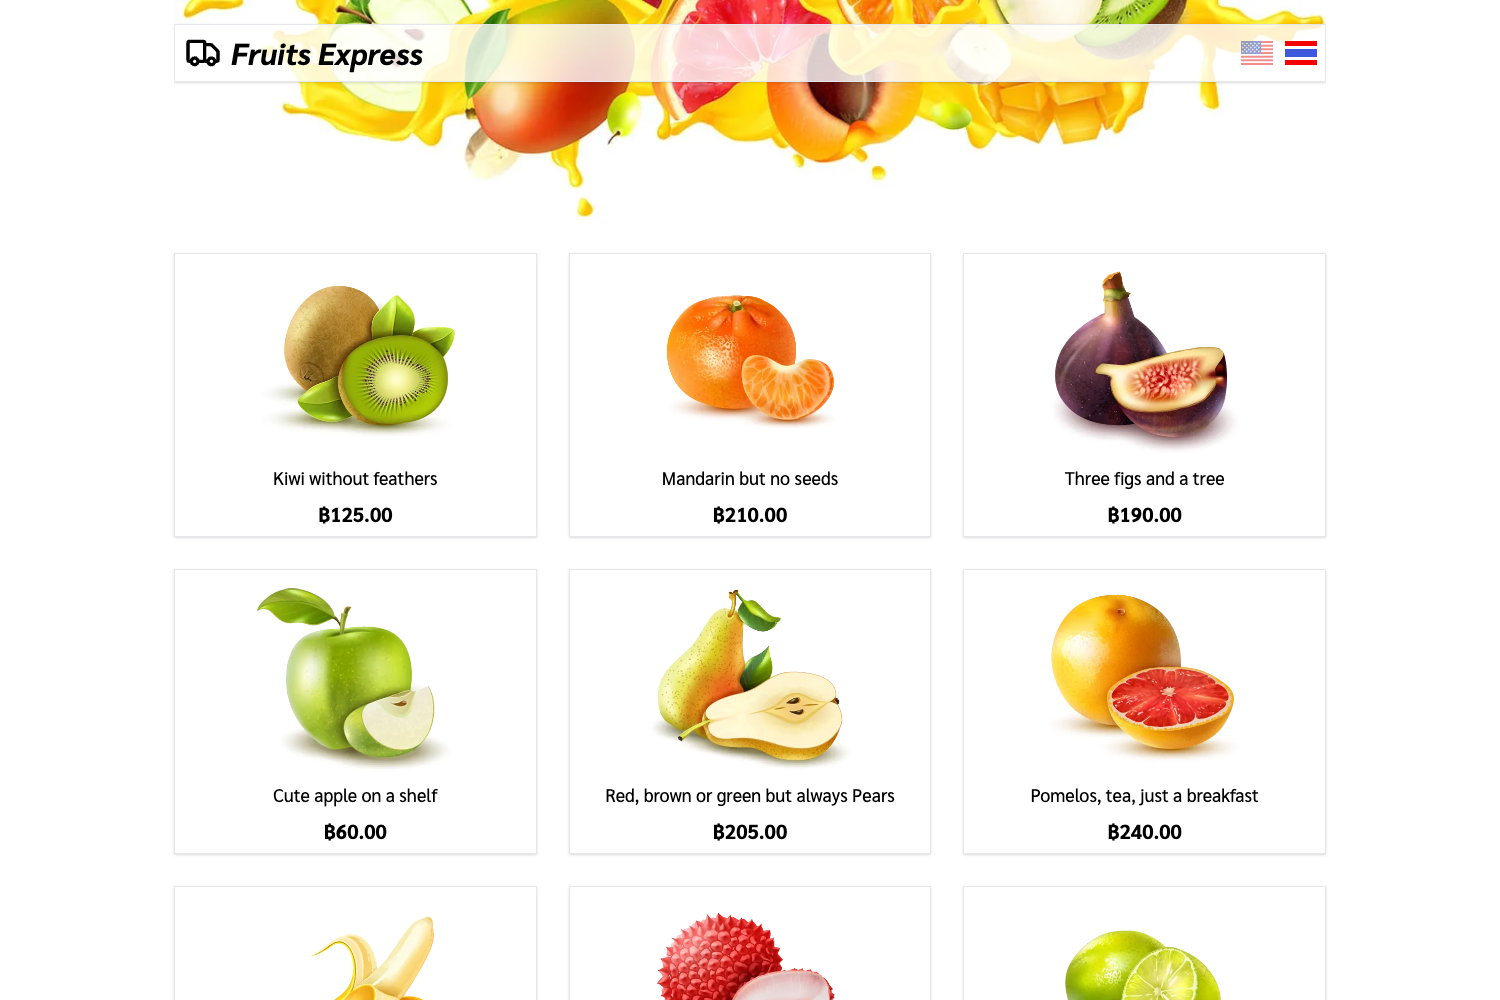 Fruits Express
Kiwi without feathers
฿125.00
Mandarin but no seeds
฿210.00
Three figs and a tree
฿190.00
Cute apple on a shelf
฿60.00
Red, brown or green but always Pears
฿205.00
Pomelos, tea, just a breakfast
฿240.00